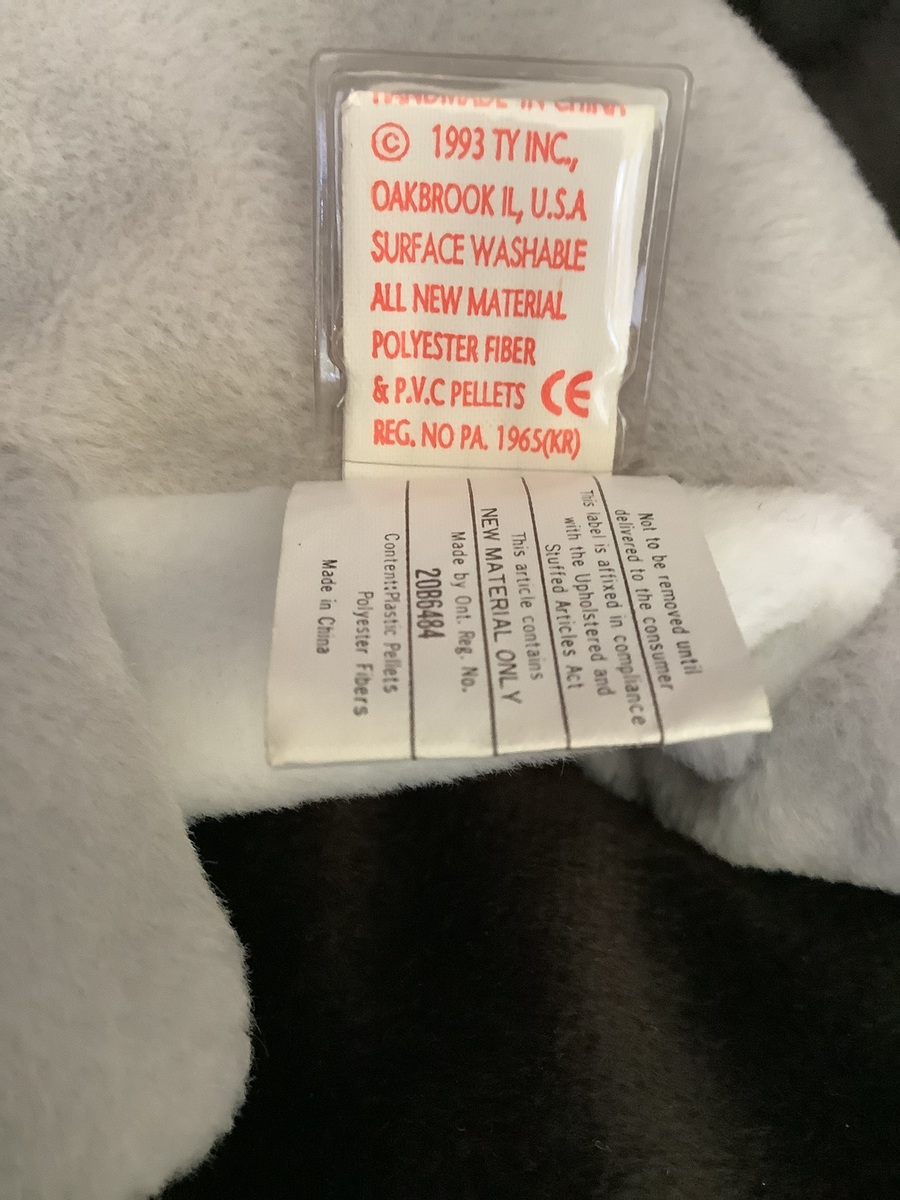 HANDMADE IN CHINA
© 1993 TY INC.,
OAKBROOK IL, U.S.A
SURFACE WASHABLE
ALL NEW MATERIAL
POLYESTER FIBER
& P.V.C PELLETS CE
REG. NO PA. 1965(KR)
Not to be removed until
delivered to the consumer
This label is affixed in compliance
with the Upholstered and
Stuffed Articles Act
This article contains
NEW MATERIAL ONLY
Made by Ont. Reg. No.
20B6484
Content:Plastic Pellets
Polyester Fibers
Made in China